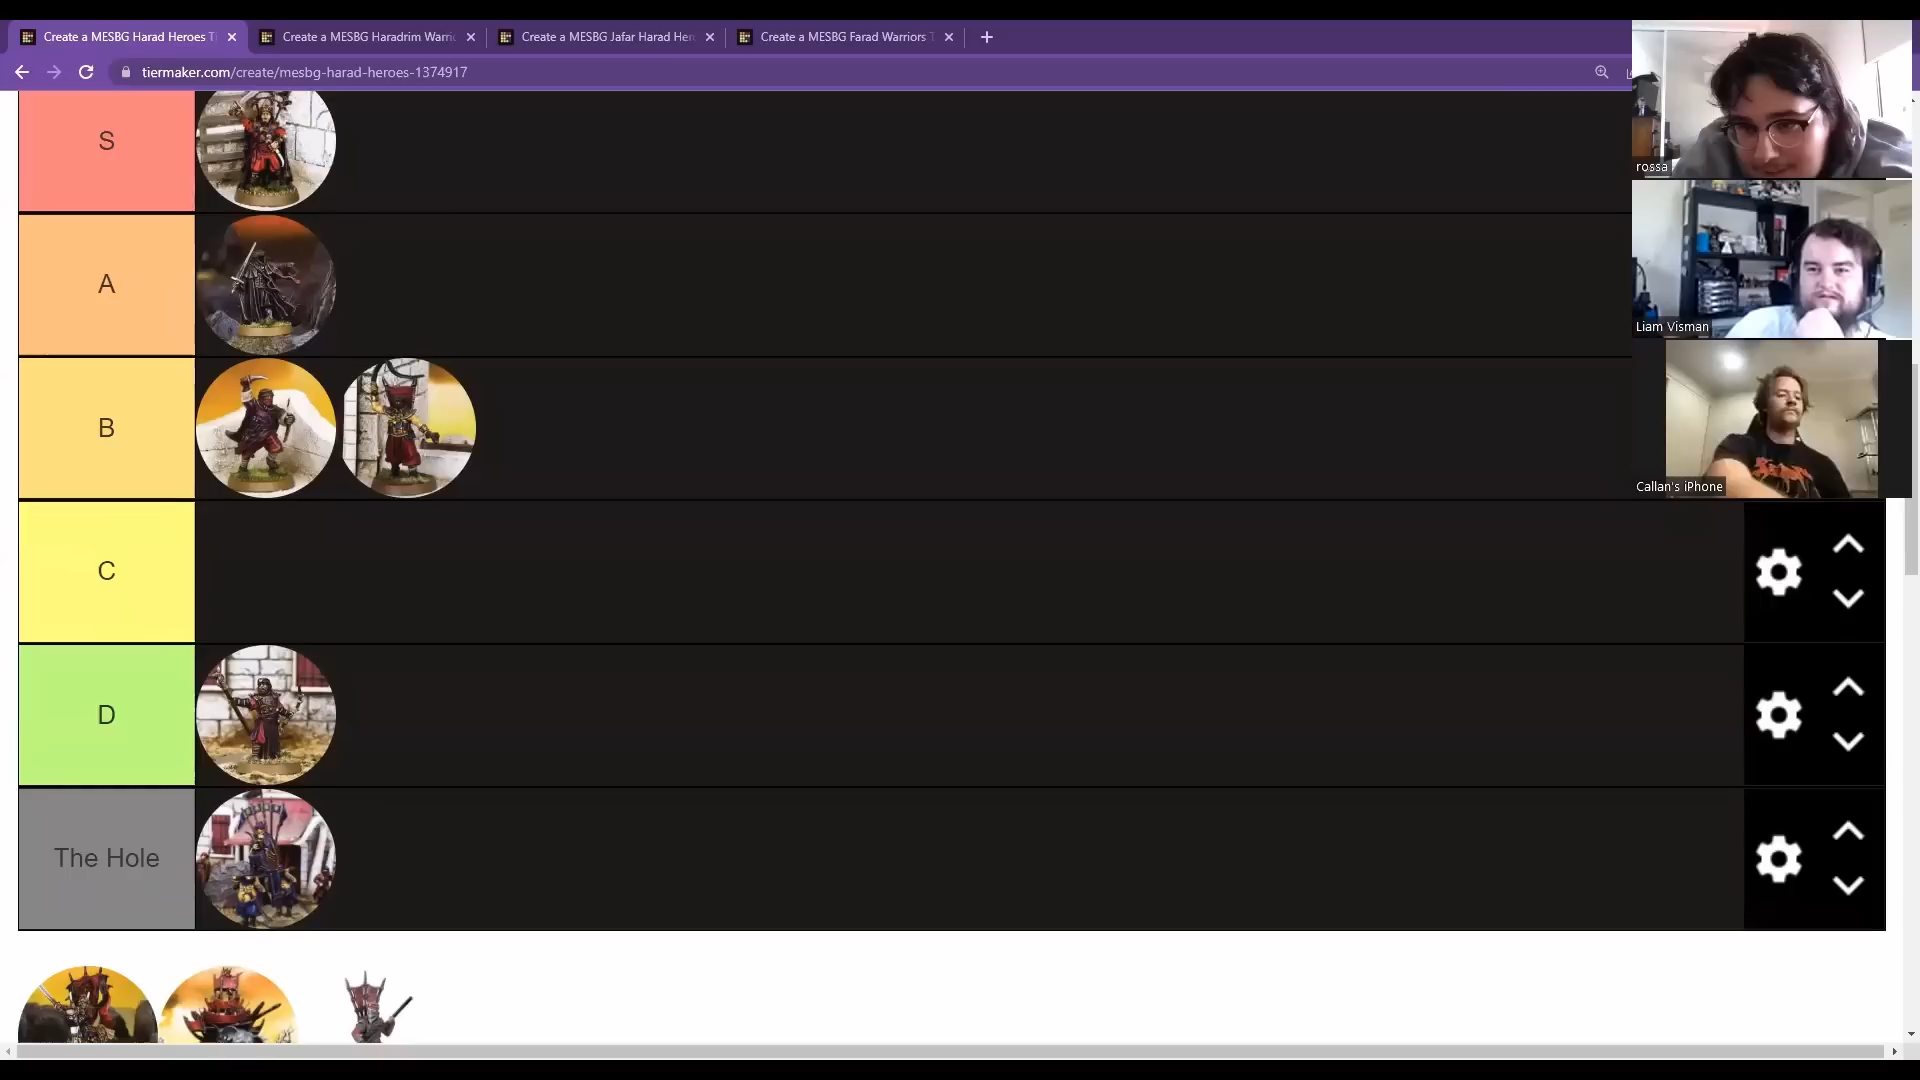 Create a MESBG Harad Heroes T
Create a MESBG Haradrim Warri
Create a MESBG Jafar Harad Her
Create a MESBG Farad Warriors T
tiermaker.com/create/mesbg-harad-heroes-1374917
S
A
B
C
D
The Hole
rossa
Liam Visman
Callan's iPhone